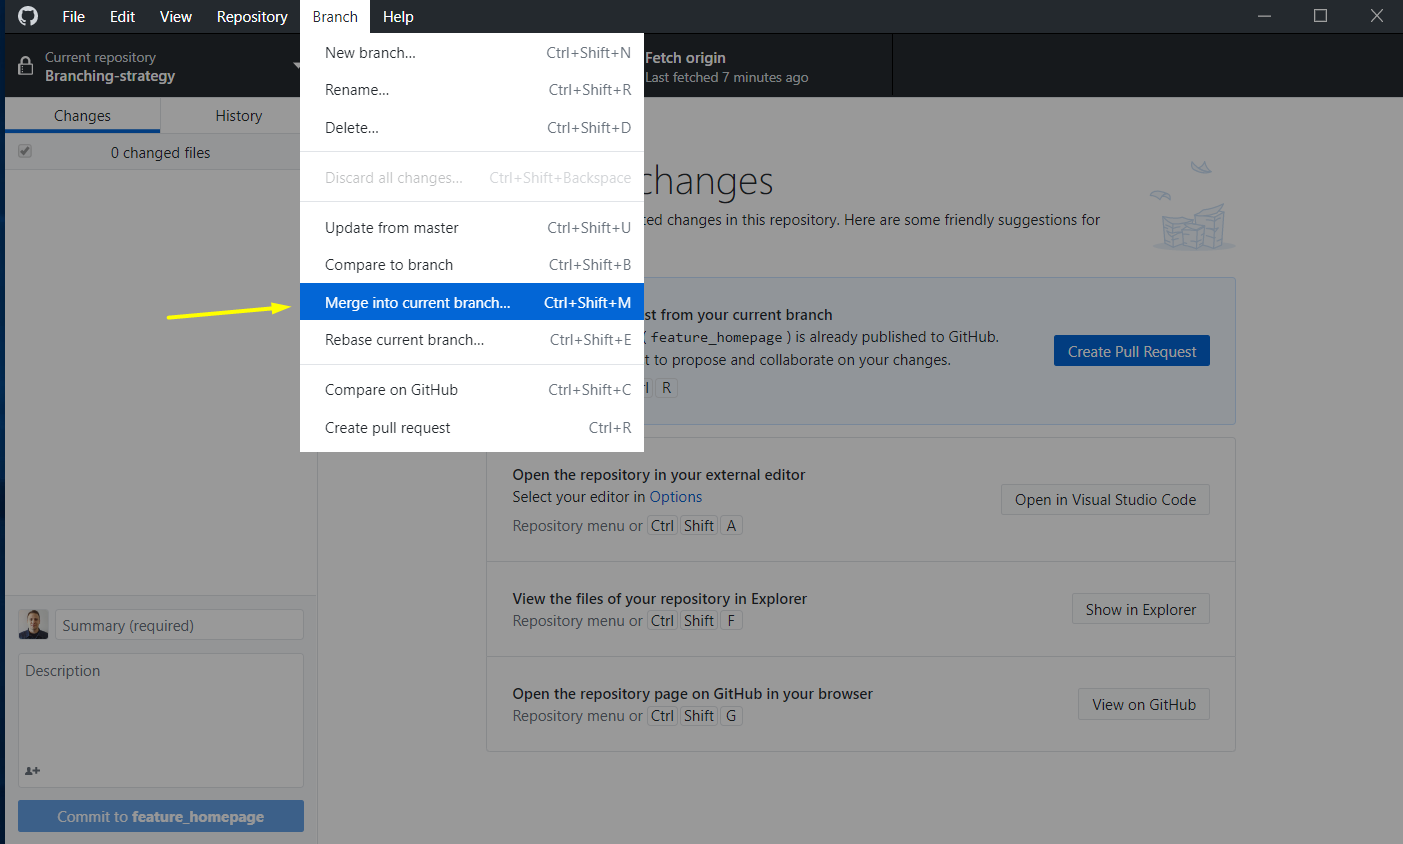 File Edit View Repository Branch Help
Current repository
Branching-strategy
Fetch origin
Last fetched 7 minutes ago
Changes History
0 changed files
New branch... Ctrl+Shift+N
Rename... Ctrl+Shift+R
Delete... Ctrl+Shift+D
Discard all changes... Ctrl+Shift+Backspace
Update from master Ctrl+Shift+U
Compare to branch Ctrl+Shift+B
Merge into current branch... Ctrl+Shift+M
Rebase current branch... Ctrl+Shift+E
Compare on GitHub Ctrl+Shift+C
Create pull request Ctrl+R
changes
changes in this repository. Here are some friendly suggestions for
from your current branch
( feature_homepage ) is already published to GitHub.
to propose and collaborate on your changes.
R
Create Pull Request
Open the repository in your external editor
Select your editor in Options
Repository menu or Ctrl Shift A
Open in Visual Studio Code
View the files of your repository in Explorer
Repository menu or Ctrl Shift F
Show in Explorer
Open the repository page on GitHub in your browser
Repository menu or Ctrl Shift G
View on GitHub
Summary (required)
Description
Commit to feature_homepage